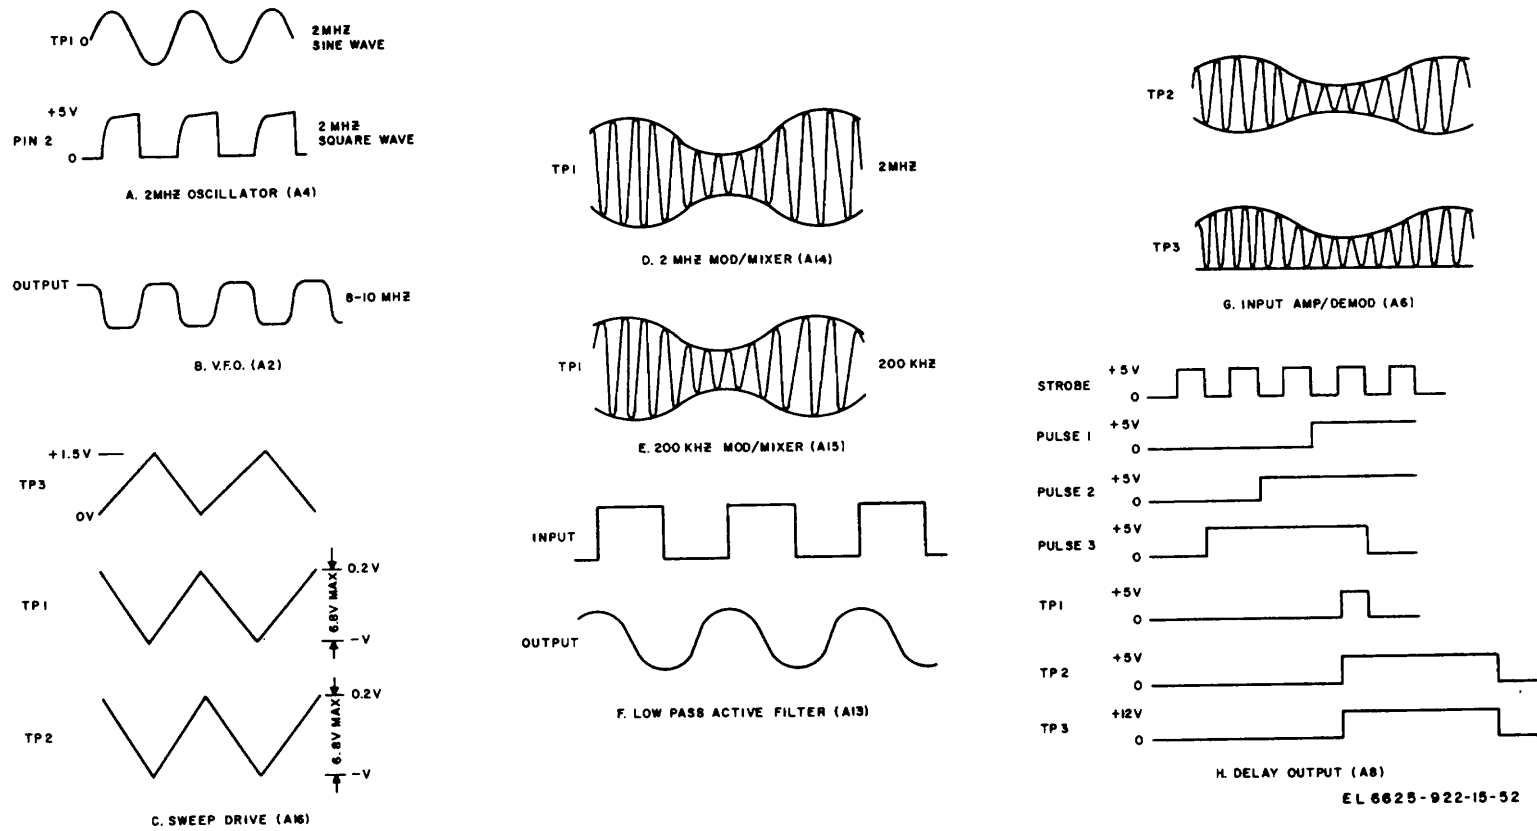 TP1 0
2MHZ
SINE WAVE
+5V
PIN 2
0
2 MHZ
SQUARE WAVE
A. 2MHZ OSCILLATOR (A4)
OUTPUT
8-10 MHZ
B. V.F.O. (A2)
+1.5V
TP3
0V
TP1
0.2V
6.8V MAX
-V
TP2
0.2V
6.8V MAX
-V
C. SWEEP DRIVE (A16)
TP1
2MHZ
D. 2 MHZ MOD/MIXER (A14)
TP1
200 KHZ
E. 200 KHZ MOD/MIXER (A15)
INPUT
OUTPUT
F. LOW PASS ACTIVE FILTER (A13)
TP2
TP3
G. INPUT AMP/DEMOD (A6)
STROBE
+5V
0
PULSE 1
+5V
0
PULSE 2
+5V
0
PULSE 3
+5V
0
TP1
+5V
0
TP2
+5V
0
TP3
+12V
0
H. DELAY OUTPUT (A8)
EL 6625-922-15-52